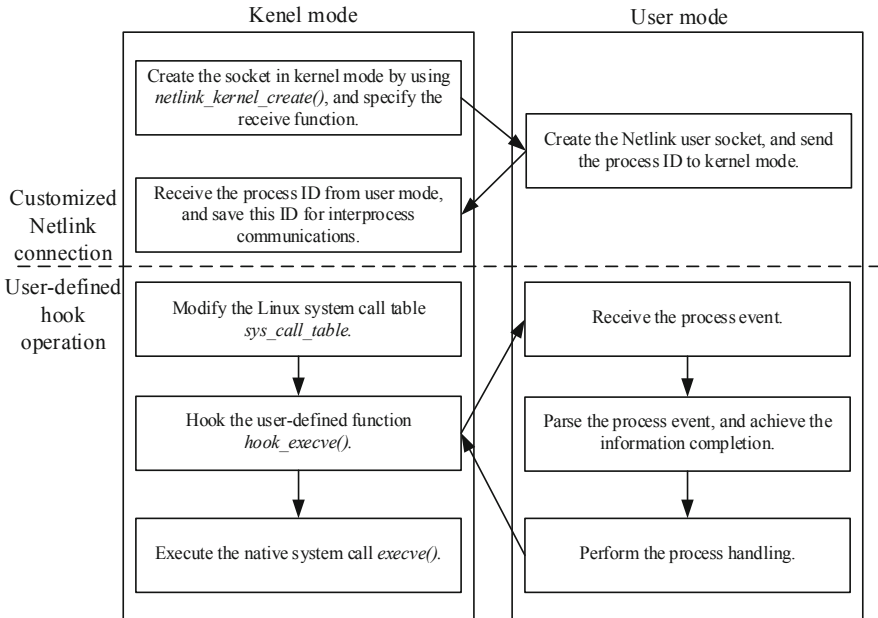 Kenel mode
User mode
Create the socket in kernel mode by using
netlink_kernel_create(), and specify the
receive function.
Create the Netlink user socket, and send
the process ID to kernel mode.
Receive the process ID from user mode,
and save this ID for interprocess
communications.
Customized
Netlink
connection
User-defined
hook
operation
Modify the Linux system call table
sys_call_table.
Receive the process event.
Hook the user-defined function
hook_execve().
Parse the process event, and achieve the
information completion.
Execute the native system call execve().
Perform the process handling.